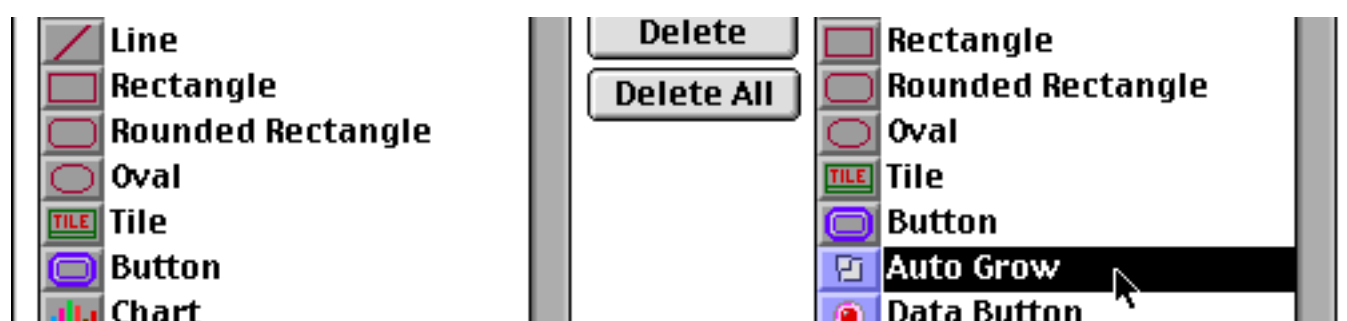 Line
Rectangle
Rounded Rectangle
Oval
TILE Tile
Button
Chart
Delete
Delete All
Rectangle
Rounded Rectangle
Oval
TILE Tile
Button
Auto Grow
Data Button